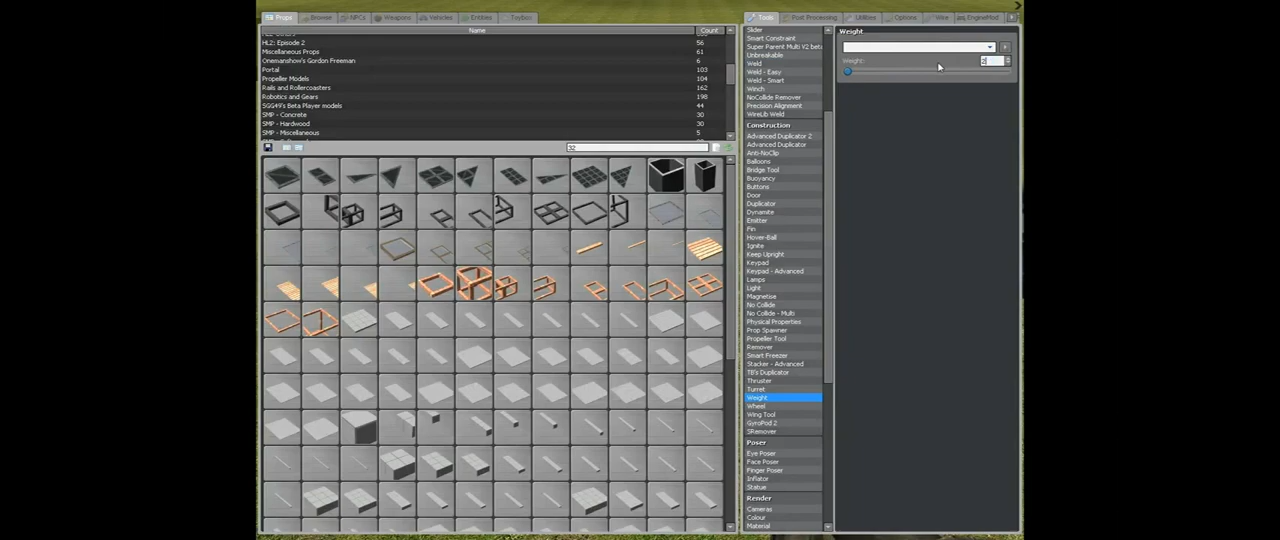 Props
Browse
NPCs
Weapons
Vehicles
Entities
Toybox
Tools
Post Processing
Utilities
Options
Wire
EngineMod
Name
Count
HL2: Episode 2
56
Miscellaneous Props
61
Onemanshow's Gordon Freeman
6
Portal
103
Propeller Models
104
Rails and Rollercoasters
162
Robotics and Gears
198
SGG49's Beta Player models
44
SMP - Concrete
30
SMP - Hardwood
30
SMP - Miscellaneous
5
32
Slider
Smart Constraint
Super Parent Multi V2 beta
Unbreakable
Weld
Weld - Easy
Weld - Smart
Winch
NoCollide Remover
Precision Alignment
WireLib Weld
Construction
Advanced Duplicator 2
Advanced Duplicator
Anti-NoClip
Balloons
Bridge Tool
Buoyancy
Buttons
Door
Duplicator
Dynamite
Emitter
Fin
Hover-Ball
Ignite
Keep Upright
Keypad
Keypad - Advanced
Lamps
Light
Magnetise
No Collide
No Collide - Multi
Physical Properties
Prop Spawner
Propeller Tool
Remover
Smart Freezer
Stacker - Advanced
TB's Duplicator
Thruster
Turret
Weight
Wheel
Wing Tool
GyroPod 2
SRemover
Poser
Eye Poser
Face Poser
Finger Poser
Inflator
Statue
Render
Cameras
Colour
Material
Weight
Weight:
2